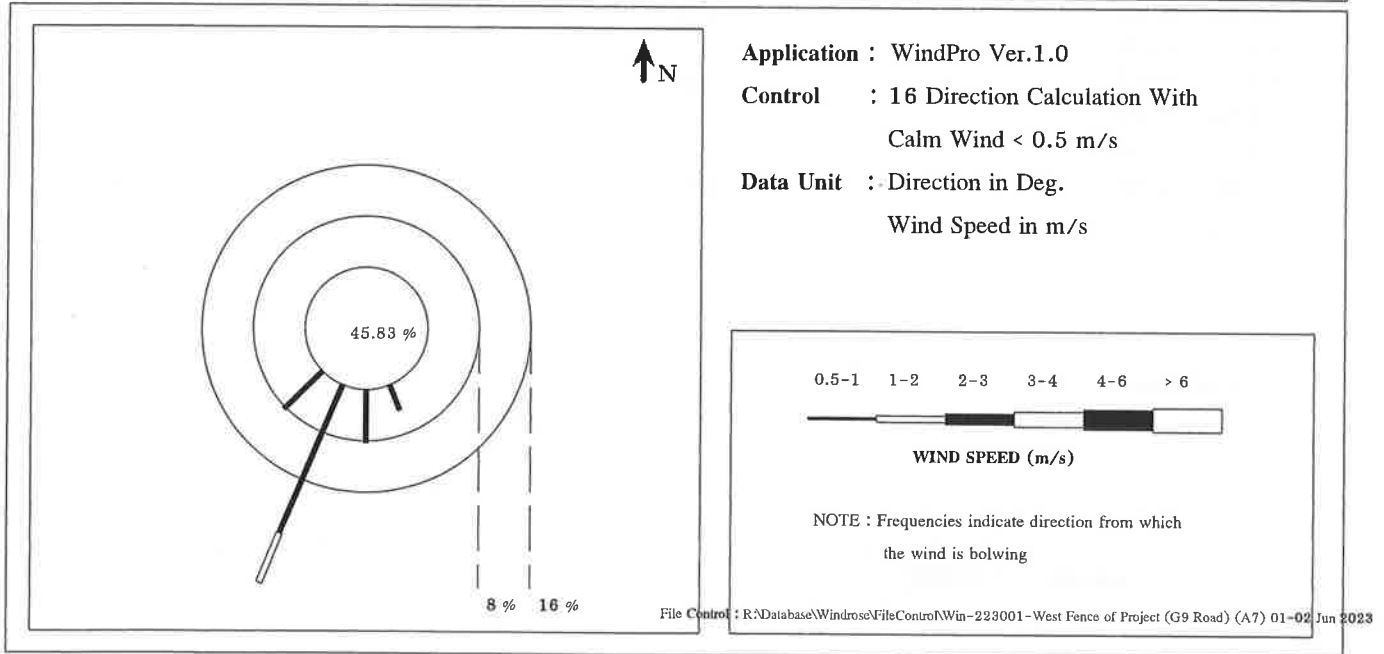 N
Application : WindPro Ver.1.0
Control : 16 Direction Calculation With
Calm Wind < 0.5 m/s
Data Unit : Direction in Deg.
Wind Speed in m/s
45.83 %
8 % 16 %
0.5-1 1-2 2-3 3-4 4-6 > 6
WIND SPEED (m/s)
NOTE : Frequencies indicate direction from which
the wind is bolwing
File Control : R:\Database\Windrose\FileControl\Win-223001-West Fence of Project (G9 Road) (A7) 01-02 Jun 2023